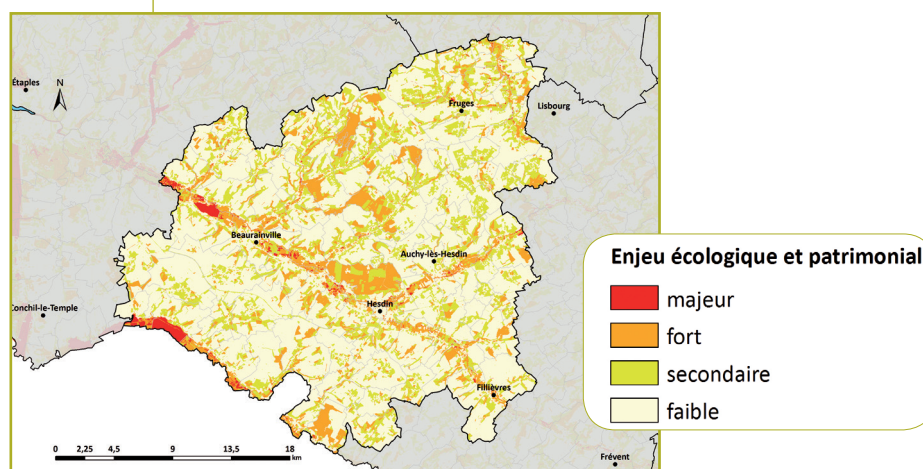 Étaples
N
Fruges
Lisbourg
Beaurainville
Auchy-lès-Hesdin
Enjeu écologique et patrimonial
majeur
Conchil-le-Temple
Hesdin
fort
secondaire
Fillièvres
faible
0 2,25 4,5 9 13,5 18
km
Frévent